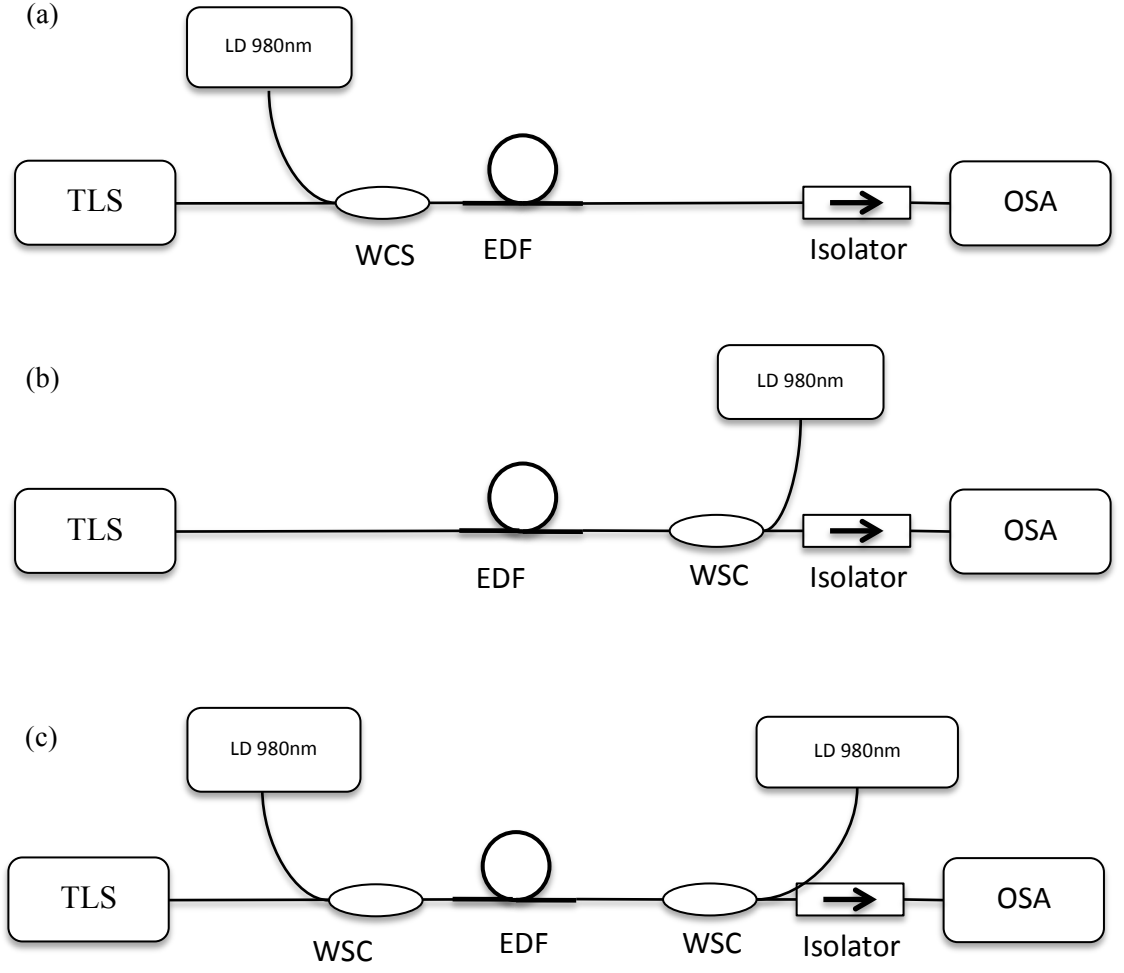 (a)
LD 980nm
TLS
WCS
EDF
Isolator
OSA
(b)
LD 980nm
TLS
EDF
WSC
Isolator
OSA
(c)
LD 980nm
LD 980nm
TLS
WSC
EDF
WSC
Isolator
OSA